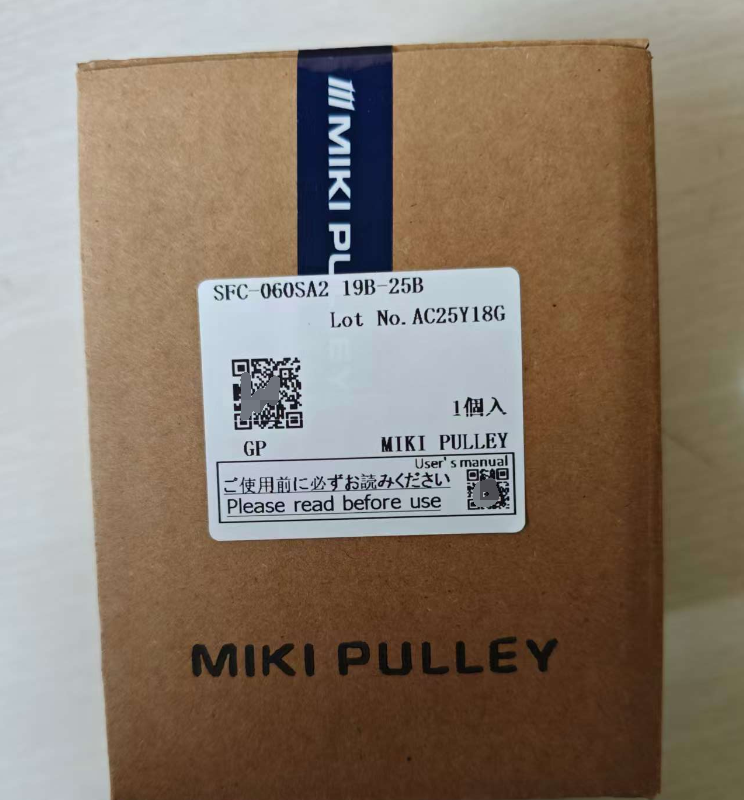 MIKI PULLEY
SFC-060SA2 19B-25B
Lot No. AC25Y18G
1個入
GP
MIKI PULLEY
User's manual
ご使用前に必ずお読みください
Please read before use
MIKI PULLEY